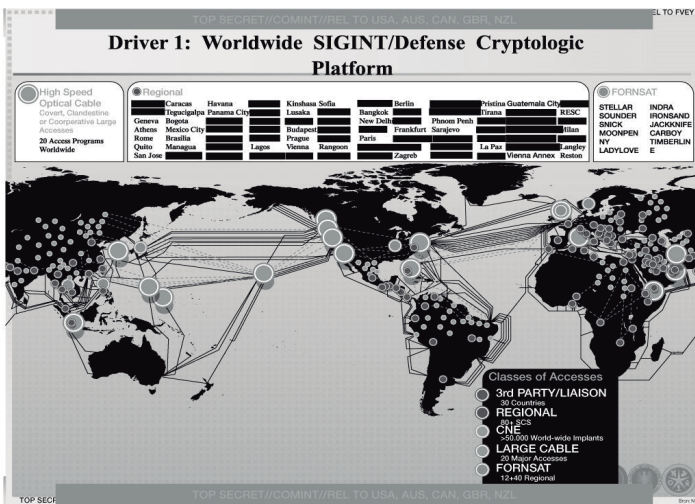 TOP SECRET//COMINT//REL TO USA, AUS, CAN, GBR, NZL
EL TO FVEY
Driver 1: Worldwide SIGINT/Defense Cryptologic
Platform
High Speed
Optical Cable
Covert, Clandestine
or Coorperative Large
Accesses
20 Access Programs
Worldwide
Regional
Caracas Havana Kinshusa Sofia Berlin Pristina Guatemala City
Tegucigalpa Panama City Lusaka Bangkok Tirana RESC
Geneva Bogota New Delhi Phnom Penh
Athens Mexico City Budapest Frankfurt Sarajevo Milan
Rome Brasilia Prague Paris
Quito Managua Lagos Vienna Rangoon La Paz Langley
San Jose Zagreb Vienna Annex Reston
FORNSAT
STELLAR INDRA
SOUNDER IRONSAND
SNICK JACKKNIFE
MOONPEN CARBOY
NY TIMBERLIN
LADYLOVE E
Classes of Accesses
3rd PARTY/LIAISON
30 Countries
REGIONAL
80+ SCS
CNE
>50.000 World-wide Implants
LARGE CABLE
20 Major Accesses
FORNSAT
12+40 Regional
TOP SECR
TOP SECRET//COMINT//REL TO USA, AUS, CAN, GBR, NZL
Bron: N